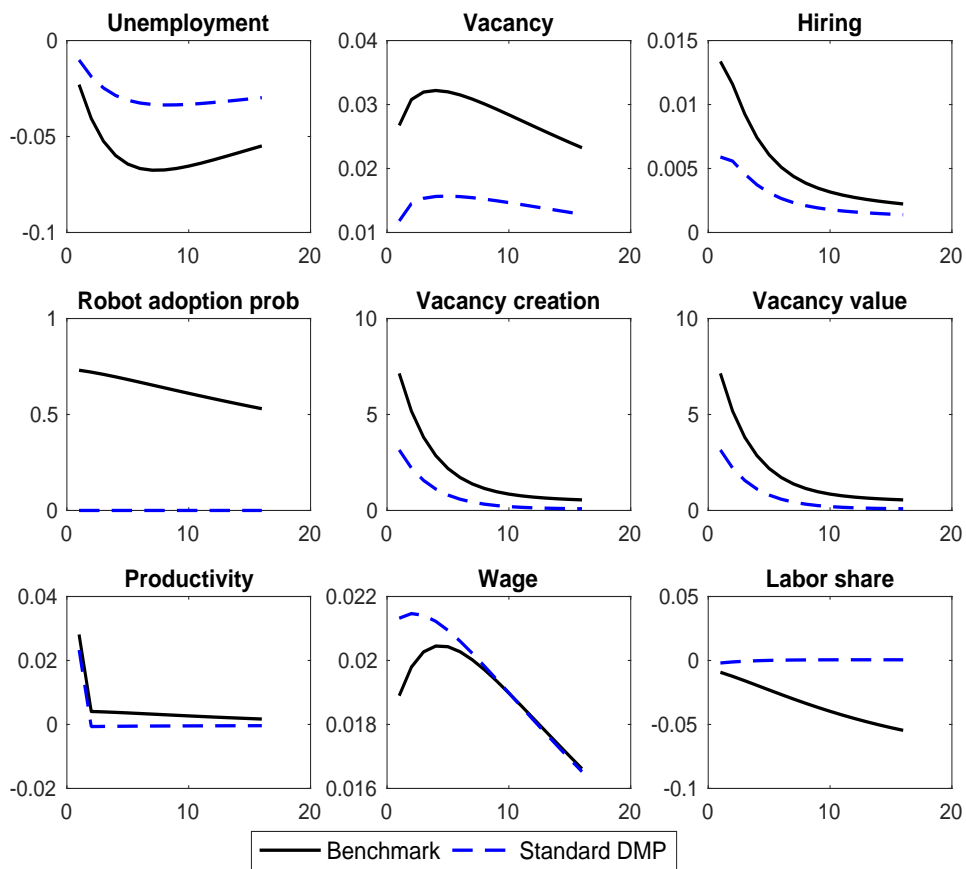 Unemployment Vacancy Hiring
0 0.04 0.015
0.03 0.01
-0.05
0.02 0.005
-0.1 0.01 0
0 10 20 0 10 20 0 10 20
Robot adoption prob Vacancy creation Vacancy value
1 10 10
0.5 5 5
0 0 0
0 10 20 0 10 20 0 10 20
Productivity Wage Labor share
0.04 0.022 0.05
0.02 0.02 0
0 0.018 -0.05
-0.02 0.016 -0.1
0 10 20 0 10 20 0 10 20
Benchmark Standard DMP